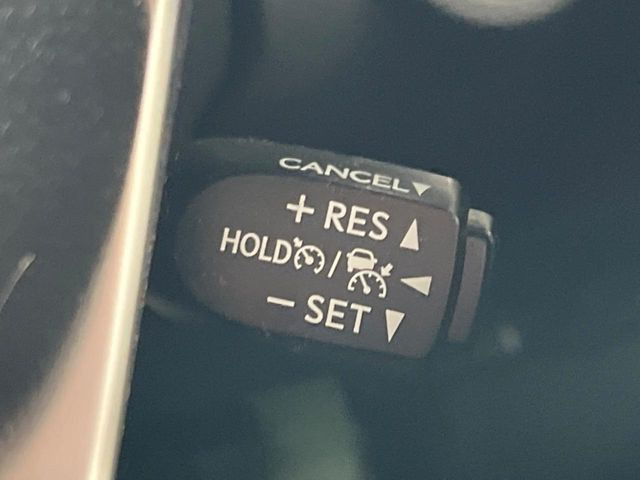 CANCEL▼
+ RES ▲
HOLD / ◀
− SET ▼